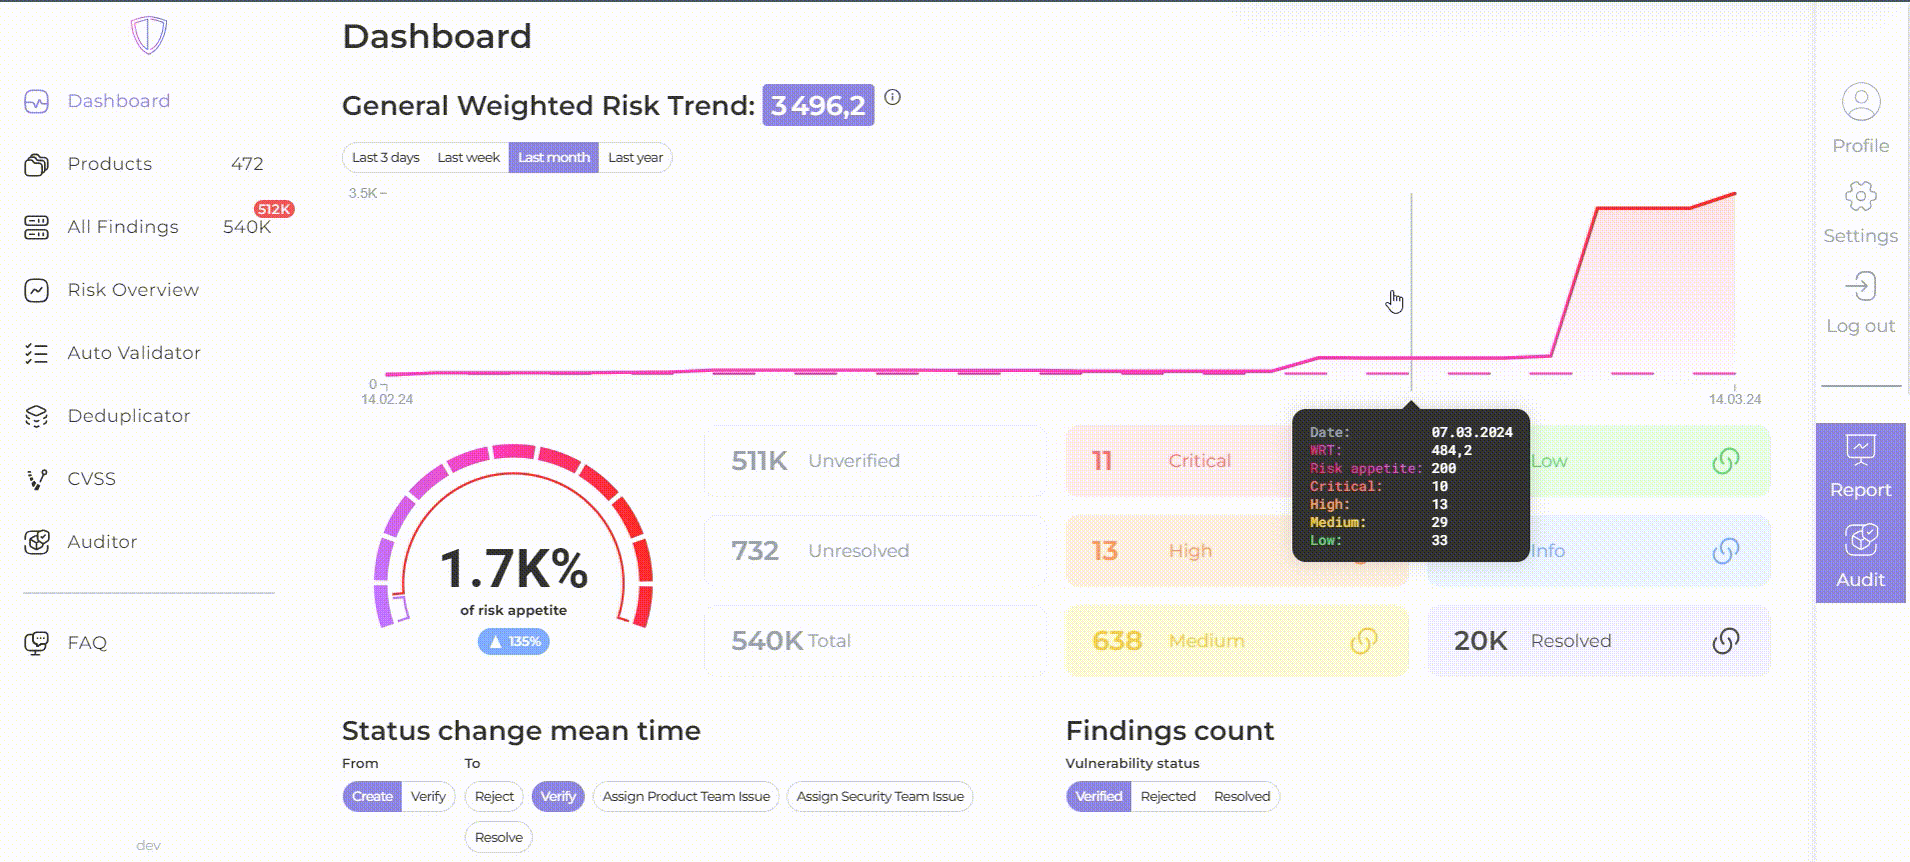 Dashboard
General Weighted Risk Trend: 3 496,2
Last 3 days Last week Last month Last year
3.5K
0
14.02.24 14.03.24
Dashboard
Products 472
512K
All Findings 540K
Risk Overview
Auto Validator
Deduplicator
CVSS
Auditor
FAQ
dev
Date: 07.03.2024
WRT: 484,2
Risk appetite: 200
Critical: 10
High: 13
Medium: 29
Low: 33
1.7K%
of risk appetite
135%
511K Unverified
732 Unresolved
540K Total
11 Critical
13 High
638 Medium
Low
Info
20K Resolved
Status change mean time
From To
Create Verify Reject Verify Assign Product Team Issue Assign Security Team Issue
Resolve
Findings count
Vulnerability status
Verified Rejected Resolved
Profile
Settings
Log out
Report
Audit